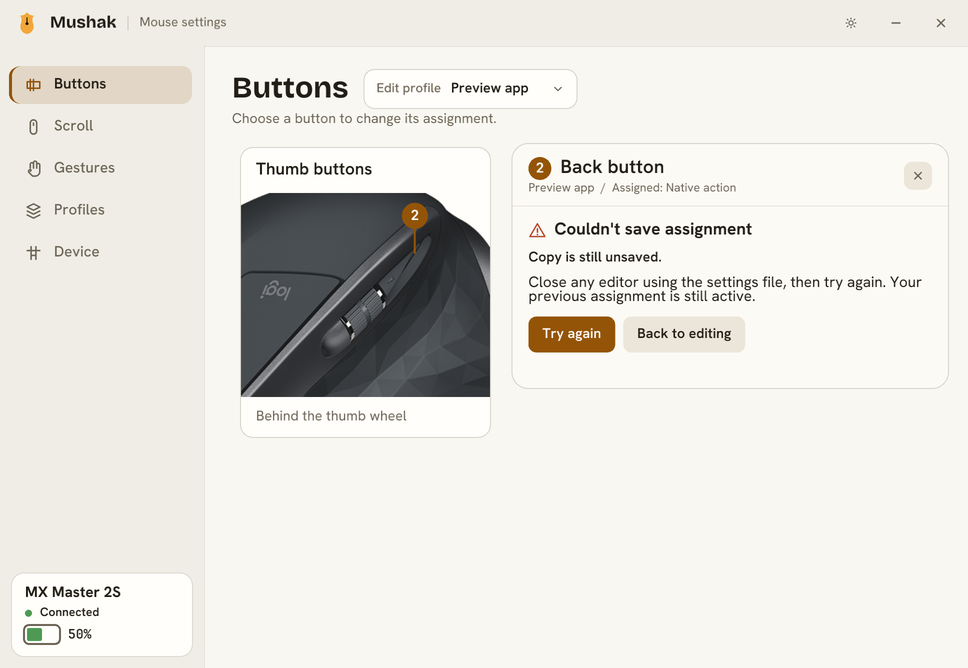 Mushak
Mouse settings
Buttons
Scroll
Gestures
Profiles
Device
MX Master 2S
Connected
50%
Buttons
Edit profile Preview app
Choose a button to change its assignment.
Thumb buttons
2
logi
Behind the thumb wheel
2 Back button
Preview app / Assigned: Native action
Couldn't save assignment
Copy is still unsaved.
Close any editor using the settings file, then try again. Your
previous assignment is still active.
Try again
Back to editing